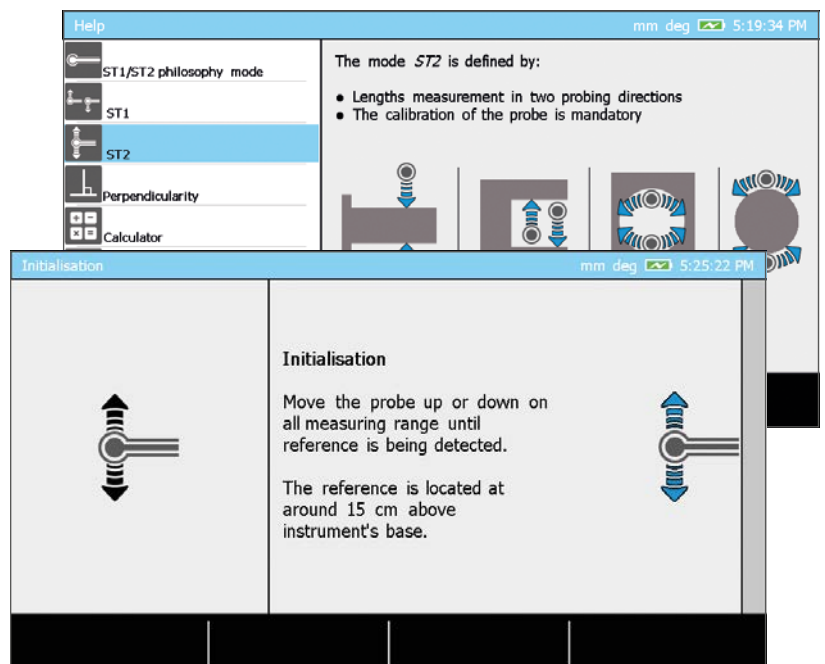 Help
mm deg 5:19:34 PM
ST1/ST2 philosophy mode
ST1
ST2
Perpendicularity
Calculator
The mode ST2 is defined by:
• Lengths measurement in two probing directions
• The calibration of the probe is mandatory
Initialisation
mm deg 5:25:22 PM
Initialisation
Move the probe up or down on
all measuring range until
reference is being detected.
The reference is located at
around 15 cm above
instrument's base.